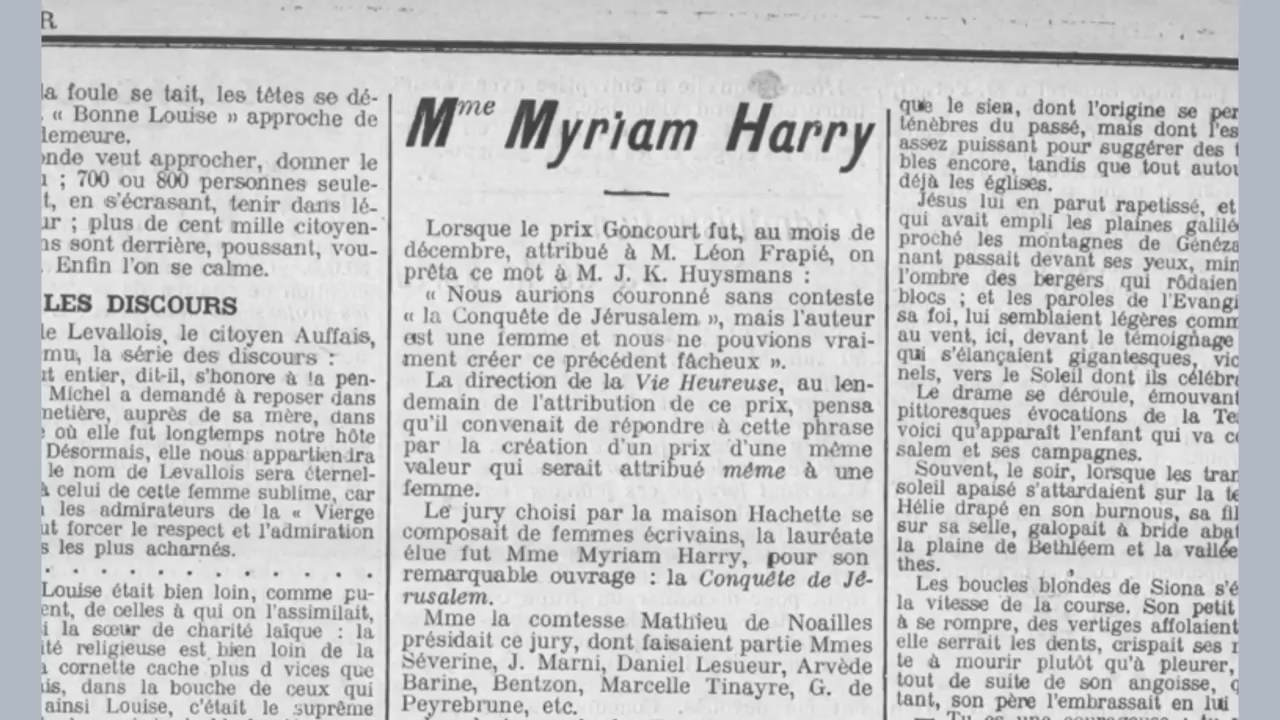 R
la foule se tait, les têtes se dé-
« Bonne Louise » approche de
lemeure.
onde veut approcher, donner le
; 700 ou 800 personnes seule-
t, en s'écrasant, tenir dans lé-
ur ; plus de cent mille citoyen-
ns sont derrière, poussant, vou-
. Enfin l'on se calme.
LES DISCOURS
le Levallois, le citoyen Auffais,
mu, la série des discours :
t entier, dit-il, s'honore à la pen-
Michel a demandé à reposer dans
netière, auprès de sa mère, dans
où elle fut longtemps notre hôte
Désormais, elle nous appartiendra
le nom de Levallois sera éternel-
à celui de cette femme sublime, car
les admirateurs de la « Vierge
ut forcer le respect et l'admiration
s les plus acharnés.
. . . . . . . . . . . .
Louise était bien loin, comme pu-
ent, de celles à qui on l'assimilait,
i la sœur de charité laïque : la
ité religieuse est bien loin de la
cornette cache plus d vices que
is, dans la bouche de ceux qui
ainsi Louise, c'était le suprême
Mme Myriam Harry
Lorsque le prix Goncourt fut, au mois de
décembre, attribué à M. Léon Frapié, on
prêta ce mot à M. J. K. Huysmans :
« Nous aurions couronné sans conteste
« la Conquête de Jérusalem », mais l'auteur
est une femme et nous ne pouvions vrai-
ment créer ce précédent fâcheux ».
La direction de la Vie Heureuse, au len-
demain de l'attribution de ce prix, pensa
qu'il convenait de répondre à cette phrase
par la création d'un prix d'une même
valeur qui serait attribué même à une
femme.
Le jury choisi par la maison Hachette se
composait de femmes écrivains, la lauréate
élue fut Mme Myriam Harry, pour son
remarquable ouvrage : la Conquête de Jé-
rusalem.
Mme la comtesse Mathieu de Noailles
présidait ce jury, dont faisaient partie Mmes
Séverine, J. Marni, Daniel Lesueur, Arvède
Barine, Bentzon, Marcelle Tinayre, G. de
Peyrebrune, etc.
que le sien, dont l'origine se per
ténèbres du passé, mais dont l'es
assez puissant pour suggérer des
bles encore, tandis que tout autou
déjà les églises.
Jésus lui en parut rapetissé, et
qui avait empli les plaines galilé
proché les montagnes de Généza
nant passait devant ses yeux, min
l'ombre des bergers qui rôdaien
blocs ; et les paroles de l'Evangi
sa foi, lui semblaient légères comm
au vent, ici, devant le témoignage
qui s'élançaient gigantesques, vic
nels, vers le Soleil dont ils célébr
Le drame se déroule, émouvant
pittoresques évocations de la Te
voici qu'apparaît l'enfant qui va c
salem et ses campagnes.
Souvent, le soir, lorsque les tran
soleil apaisé s'attardaient sur la te
Hélie drapé en son burnous, sa fil
sur sa selle, galopait à bride abat
la plaine de Bethléem et la vallée
thes.
Les boucles blondes de Siona s'é
la vitesse de la course. Son petit
à se rompre, des vertiges affolaient
elle serrait les dents, crispait ses
te à mourir plutôt qu'à pleurer,
tout de suite de son angoisse, q
tant, son père l'embrassait en lui
— Tu es une courageuse